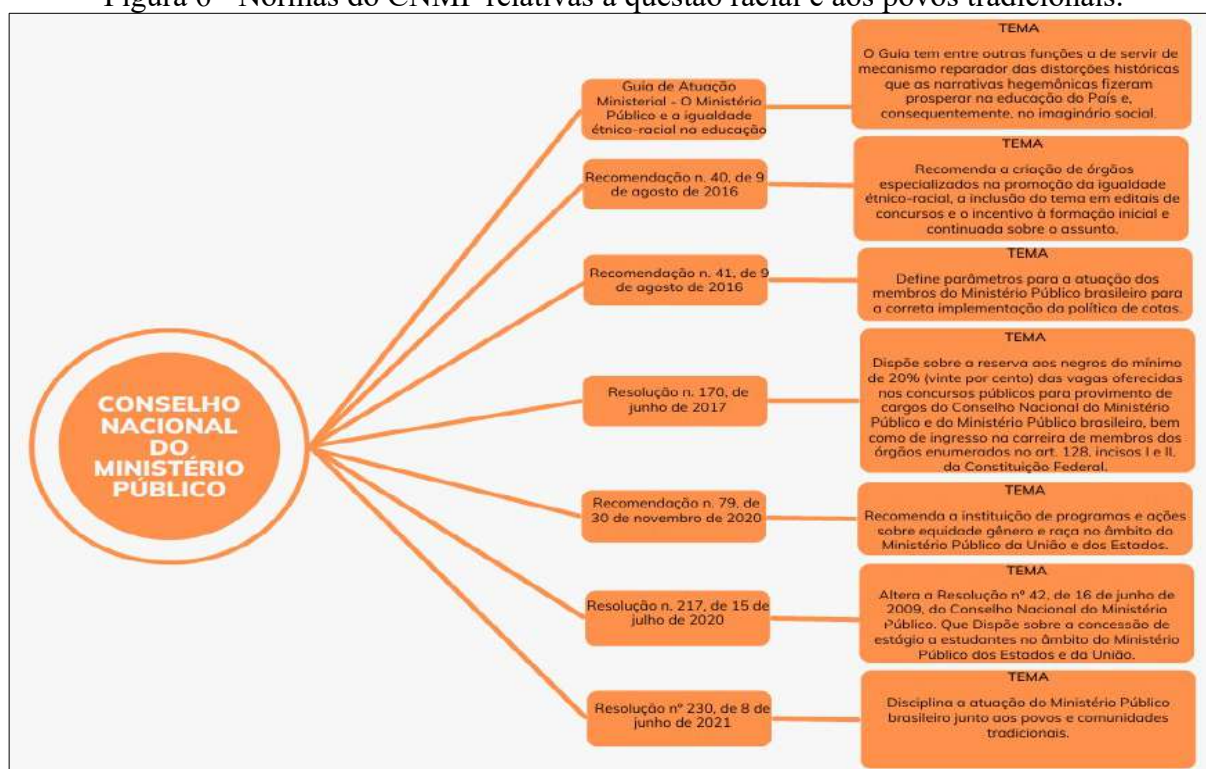 Figura 6 - Normas do CNMP relativas à questão racial e aos povos tradicionais.
CONSELHO
NACIONAL
DO
MINISTÉRIO
PÚBLICO
Guia de Atuação
Ministerial - O Ministério
Público e a igualdade
étnico-racial na educação
TEMA
O Guia tem entre outras funções a de servir de
mecanismo reparador das distorções históricas
que as narrativas hegemônicas fizeram
prosperar na educação do País e,
consequentemente, no imaginário social.
Recomendação n. 40, de 9
de agosto de 2016
TEMA
Recomenda a criação de órgãos
especializados na promoção da igualdade
étnico-racial, a inclusão do tema em editais de
concursos e o incentivo à formação inicial e
continuada sobre o assunto.
Recomendação n. 41, de 9
de agosto de 2016
TEMA
Define parâmetros para a atuação dos
membros do Ministério Público brasileiro para
a correta implementação da política de cotas.
Resolução n. 170, de
junho de 2017
TEMA
Dispõe sobre a reserva aos negros do mínimo
de 20% (vinte por cento) das vagas oferecidas
nos concursos públicos para provimento de
cargos do Conselho Nacional do Ministério
Público e do Ministério Público brasileiro, bem
como de ingresso na carreira de membros dos
órgãos enumerados no art. 128, incisos I e II,
da Constituição Federal.
Recomendação n. 79, de
30 de novembro de 2020
TEMA
Recomenda a instituição de programas e ações
sobre equidade gênero e raça no âmbito do
Ministério Público da União e dos Estados.
Resolução n. 217, de 15 de
julho de 2020
TEMA
Altera a Resolução nº 42, de 16 de junho de
2009, do Conselho Nacional do Ministério
Público. Que Dispõe sobre a concessão de
estágio a estudantes no âmbito do Ministério
Público dos Estados e da União.
Resolução nº 230, de 8 de
junho de 2021
TEMA
Disciplina a atuação do Ministério Público
brasileiro junto aos povos e comunidades
tradicionais.